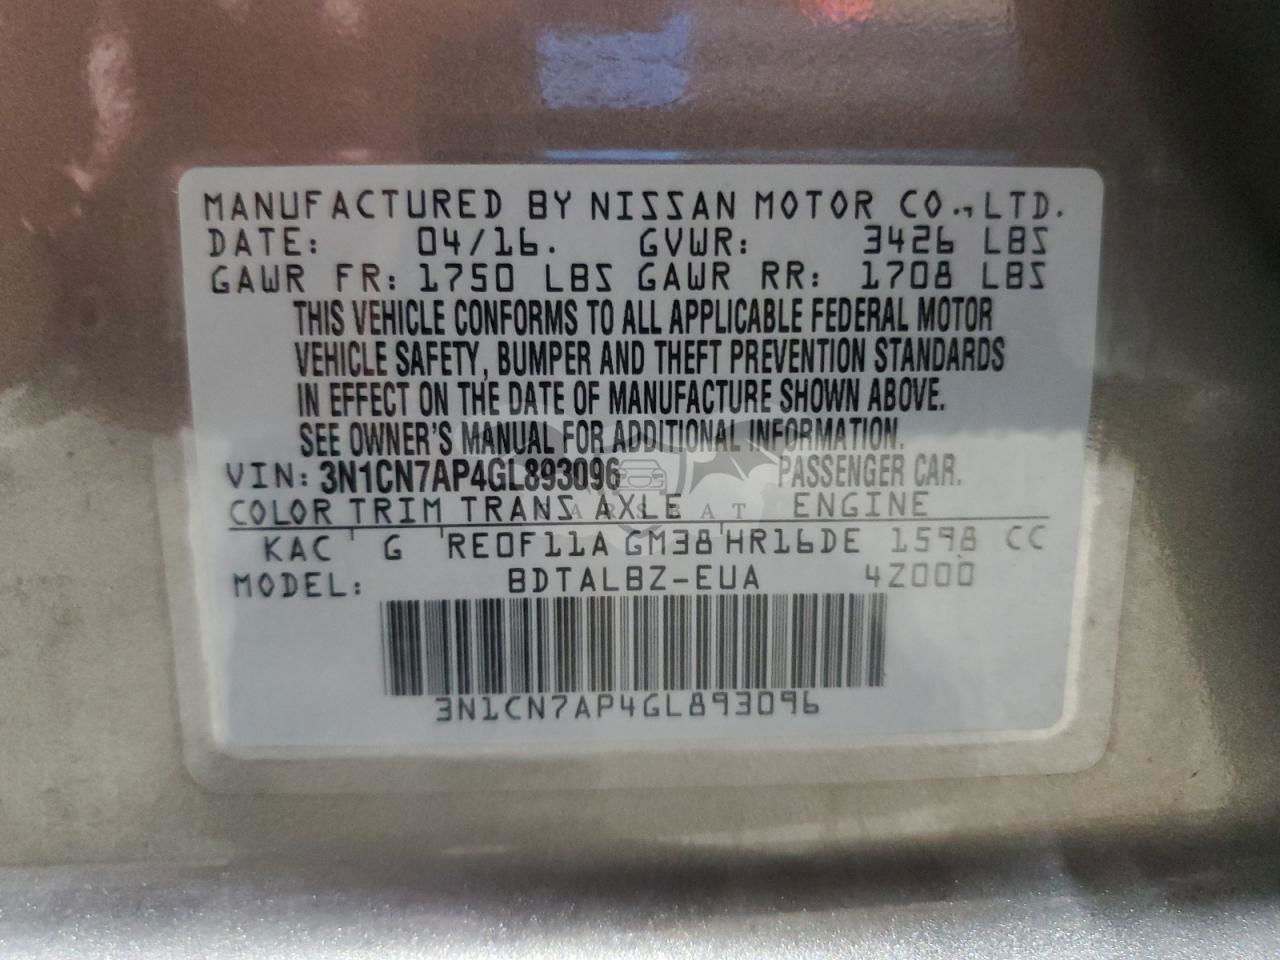 MANUFACTURED BY NISSAN MOTOR CO., LTD.
DATE: 04/16. GVWR: 3426 LBS
GAWR FR: 1750 LBS GAWR RR: 1708 LBS
THIS VEHICLE CONFORMS TO ALL APPLICABLE FEDERAL MOTOR
VEHICLE SAFETY, BUMPER AND THEFT PREVENTION STANDARDS
IN EFFECT ON THE DATE OF MANUFACTURE SHOWN ABOVE.
SEE OWNER'S MANUAL FOR ADDITIONAL INFORMATION.
VIN: 3N1CN7AP4GL893096 PASSENGER CAR.
CARSBAT
COLOR TRIM TRANS AXLE ENGINE
KAC G RE0F11A GM38 HR16DE 1598 CC
MODEL: BDTALBZ-EUA 4Z000
3N1CN7AP4GL893096